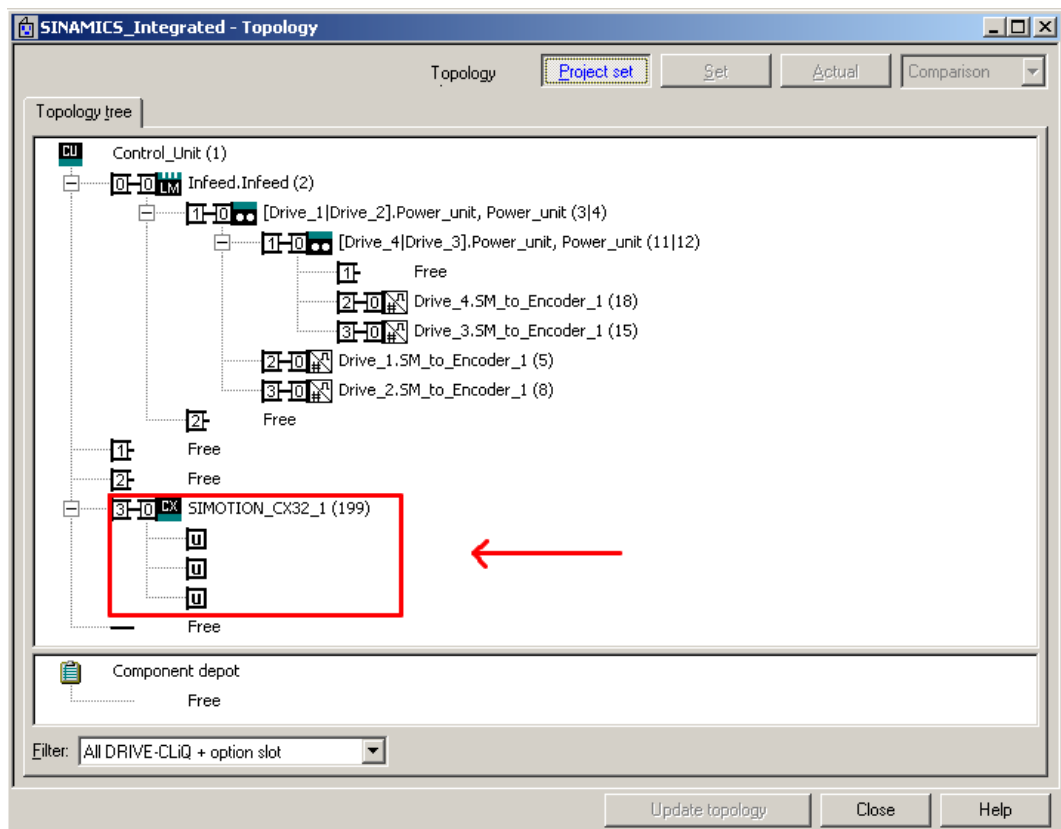 SINAMICS_Integrated - Topology
Topology Project set Set Actual Comparison
Topology tree
CU Control_Unit (1)
0 0 LM Infeed.Infeed (2)
1 0 [Drive_1|Drive_2].Power_unit, Power_unit (3|4)
1 0 [Drive_4|Drive_3].Power_unit, Power_unit (11|12)
1 Free
2 0 # Drive_4.SM_to_Encoder_1 (18)
3 0 # Drive_3.SM_to_Encoder_1 (15)
2 0 # Drive_1.SM_to_Encoder_1 (5)
3 0 # Drive_2.SM_to_Encoder_1 (8)
2 Free
1 Free
2 Free
3 0 CX SIMOTION_CX32_1 (199)
u
u
u
Free
Component depot
Free
Filter: All DRIVE-CLiQ + option slot
Update topology Close Help